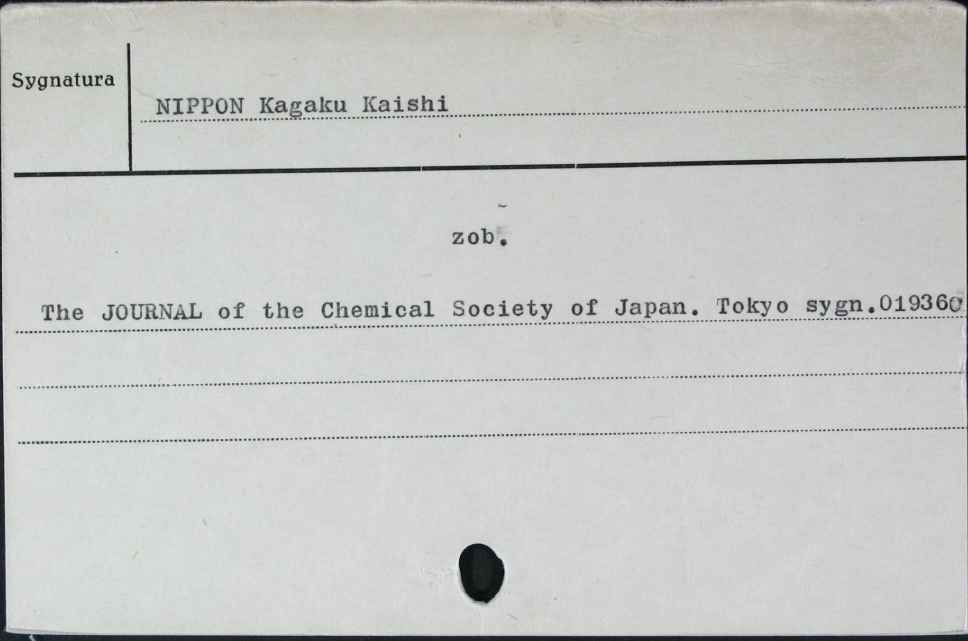 Sygnatura
NIPPON Kagaku Kaishi
zob.
The JOURNAL of the Chemical Society of Japan. Tokyo sygn.019360